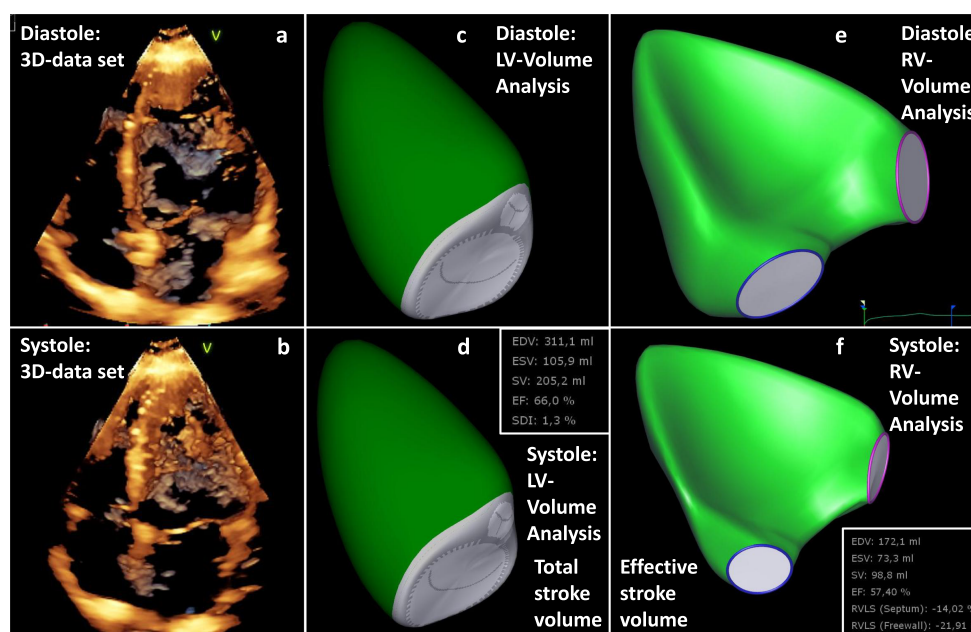 Diastole:
3D-data set
V
a
c
Diastole:
LV-Volume
Analysis
e
Diastole
RV-
Volume
Analysis
Systole:
3D-data set
V
b
d
EDV: 311,1 ml
ESV: 105,9 ml
SV: 205,2 ml
EF: 66,0 %
SDI: 1,3 %
Systole:
LV-
Volume
Analysis
Total
stroke
volume
Effective
stroke
volume
f
Systole:
RV-
Volume
Analysis
EDV: 172,1 ml
ESV: 73,3 ml
SV: 98,8 ml
EF: 57,40 %
RVLS (Septum): -14,02 %
RVLS (Freewall): -21,91